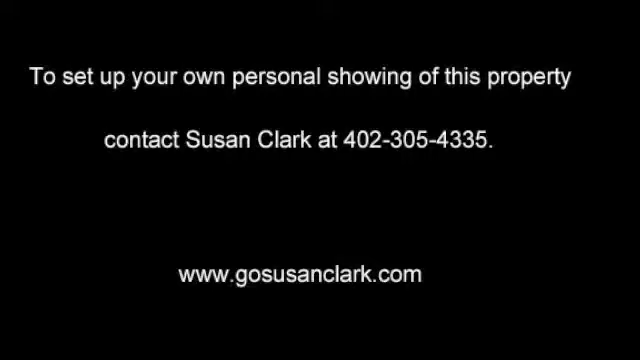 To set up your own personal showing of this property
contact Susan Clark at 402-305-4335.
www.gosusanclark.com